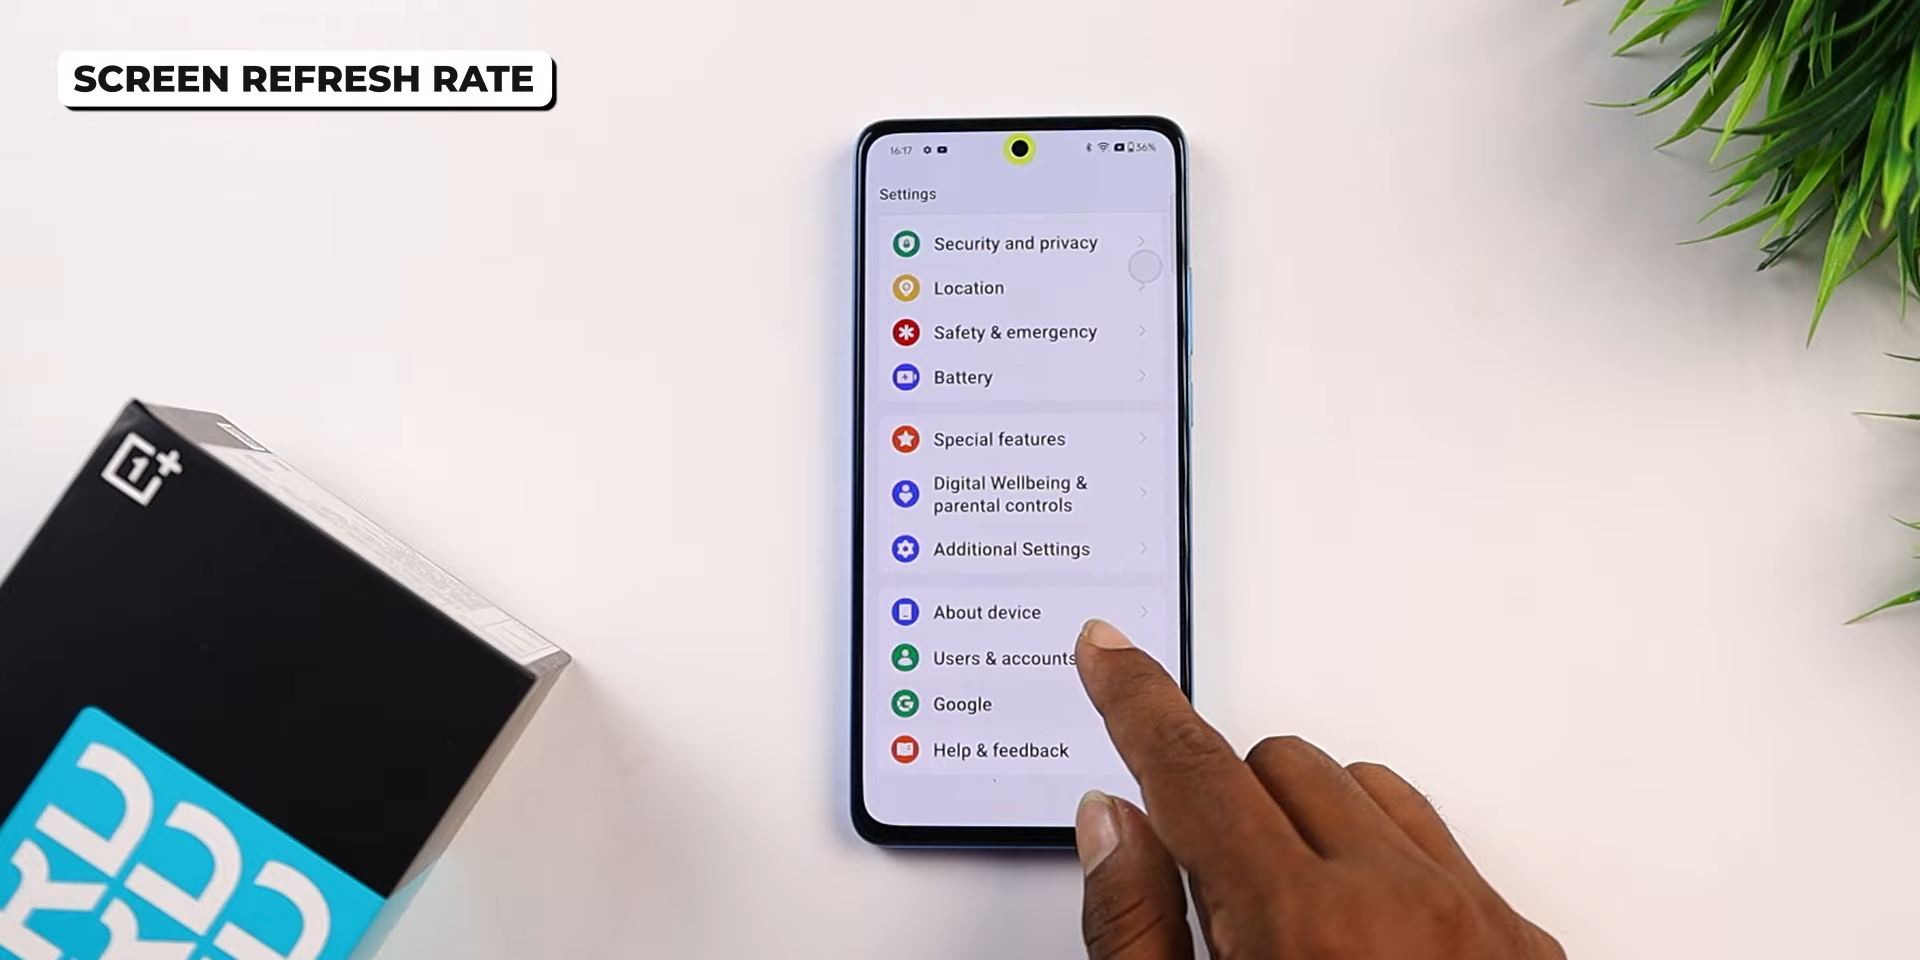 SCREEN REFRESH RATE
16:17
36%
Settings
Security and privacy
Location
Safety & emergency
Battery
Special features
Digital Wellbeing &
parental controls
Additional Settings
About device
Users & accounts
Google
Help & feedback
1+